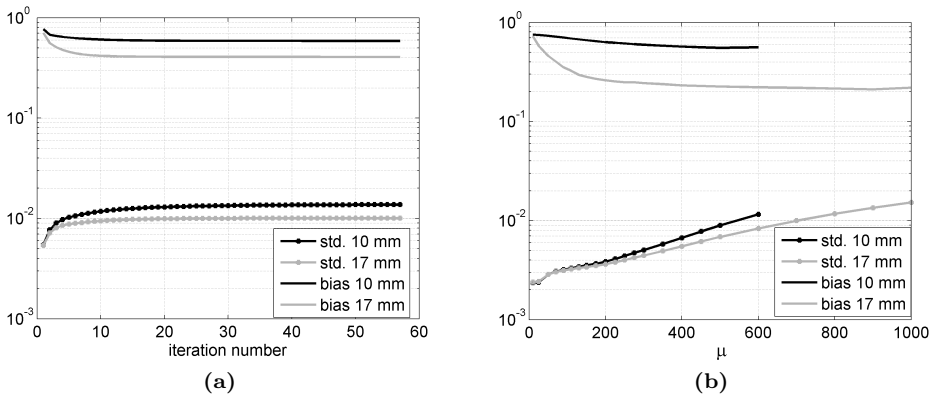 10^0
10^-1
10^-2
10^-3
0 10 20 30 40 50 60
iteration number
std. 10 mm
std. 17 mm
bias 10 mm
bias 17 mm
(a)
10^0
10^-1
10^-2
10^-3
0 200 400 600 800 1000
μ
std. 10 mm
std. 17 mm
bias 10 mm
bias 17 mm
(b)